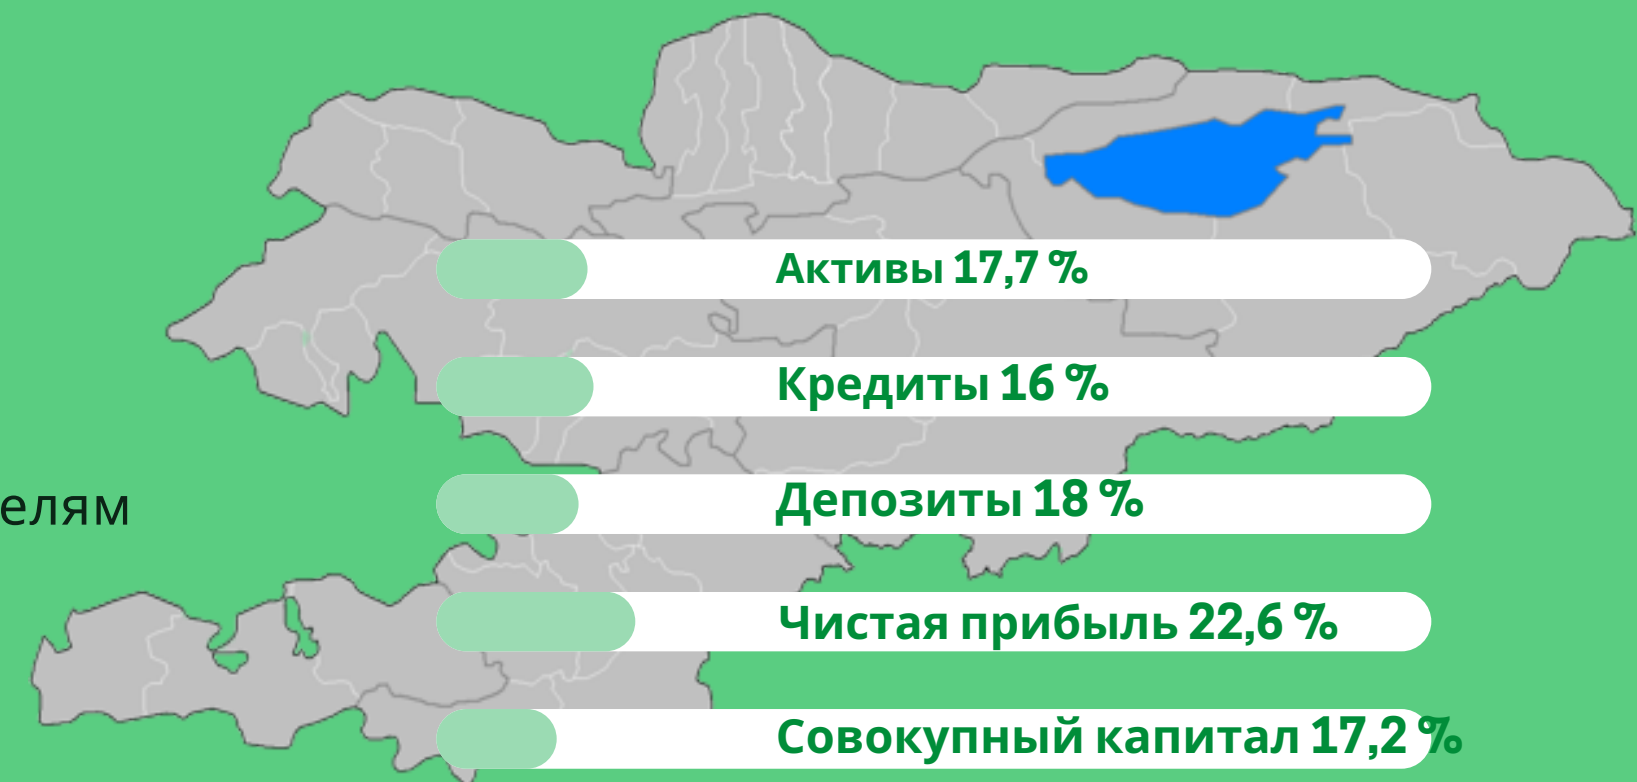 Активы 17,7 %
Кредиты 16 %
елям
Депозиты 18 %
Чистая прибыль 22,6 %
Совокупный капитал 17,2 %